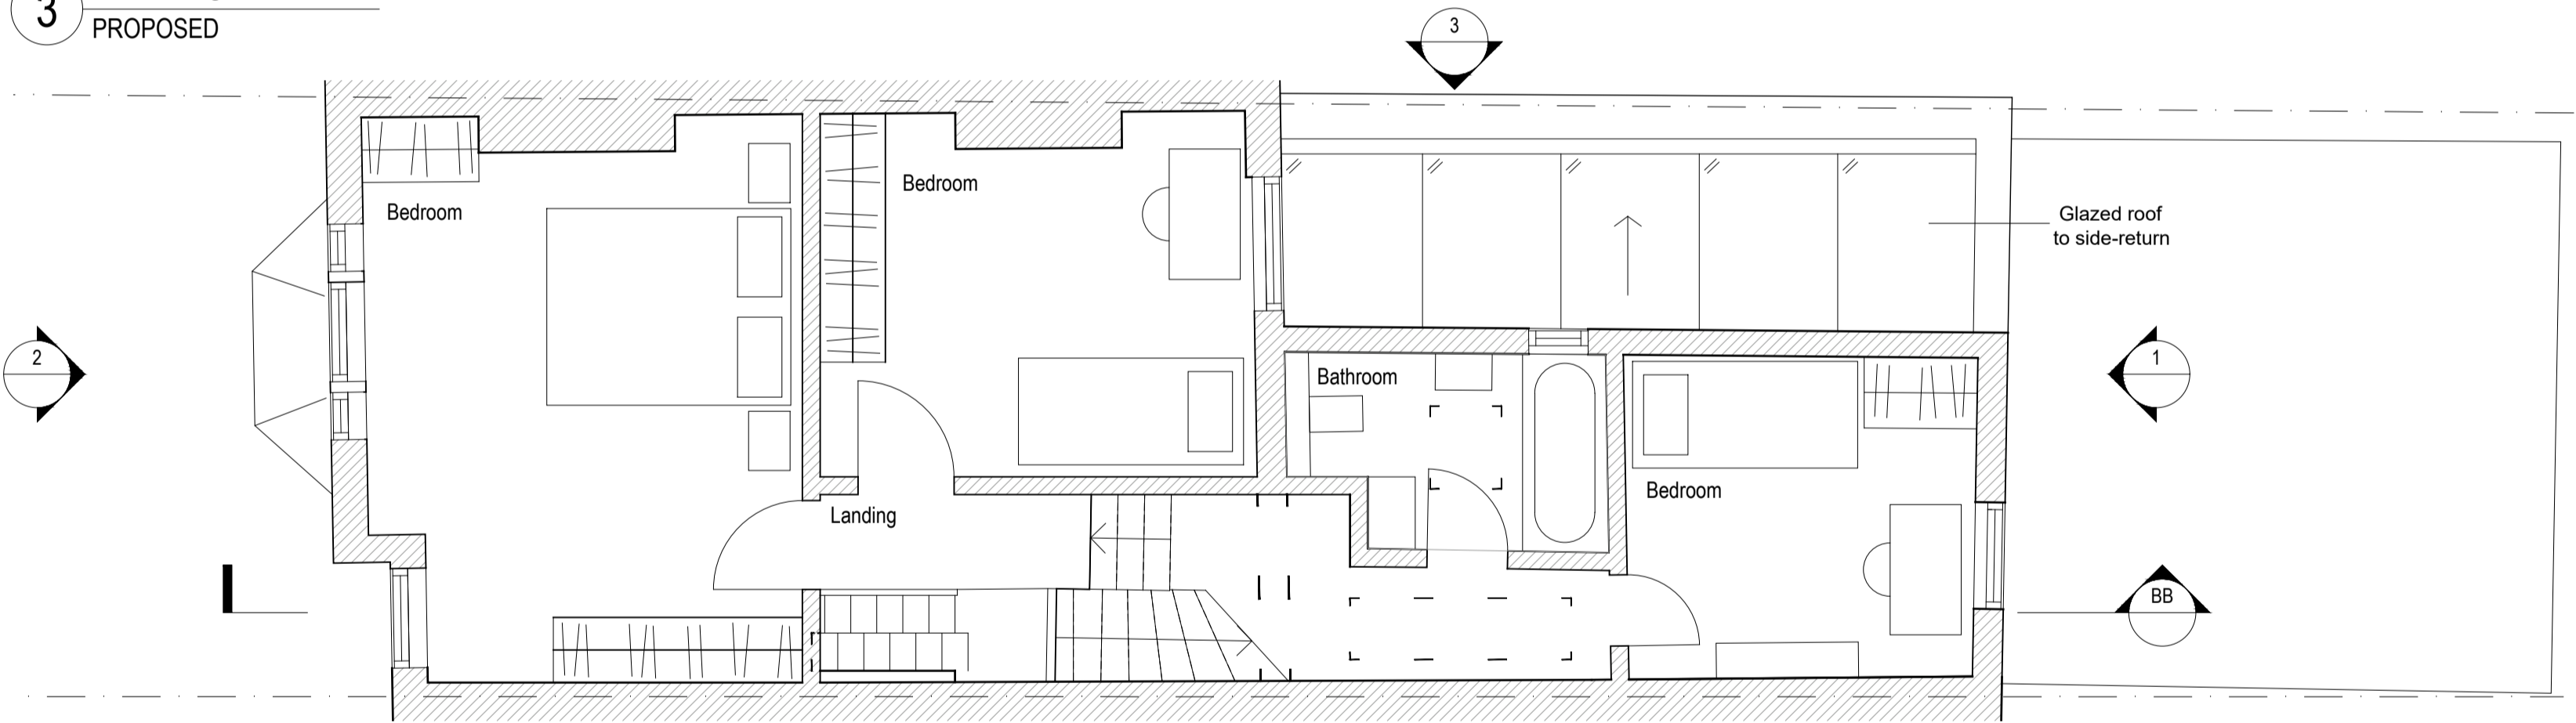 3
PROPOSED
3
Bedroom
Bedroom
Glazed roof
to side-return
2
Bathroom
1
Bedroom
Landing
BB